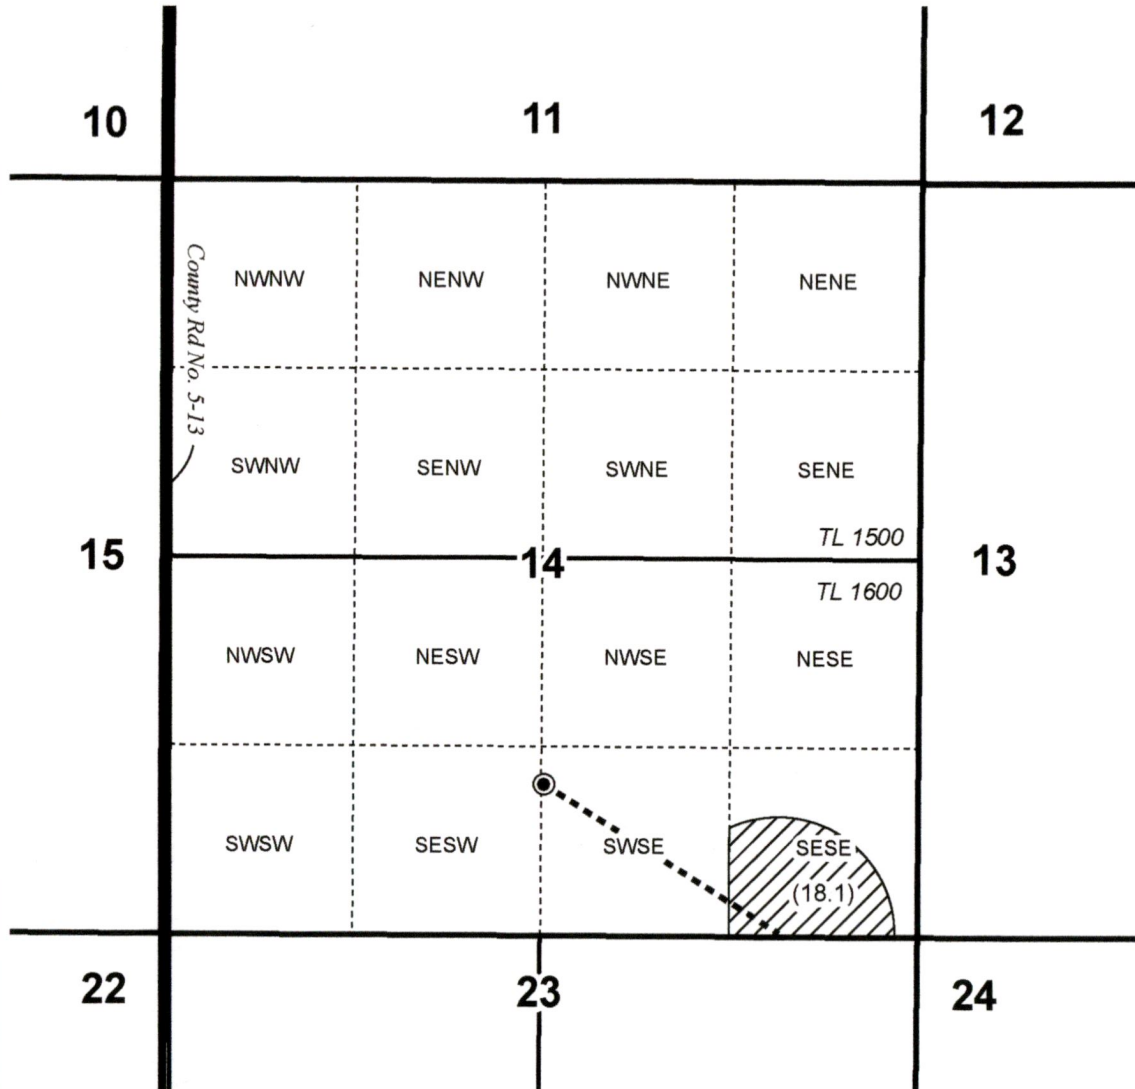 10
11
12
County Rd No. 5-13
NWNW
NENW
NWNE
NENE
SWNW
SENW
SWNE
SENE
TL 1500
15
14
13
TL 1600
NWSW
NESW
NWSE
NESE
SWSW
SESW
SWSE
SESE
(18.1)
22
23
24